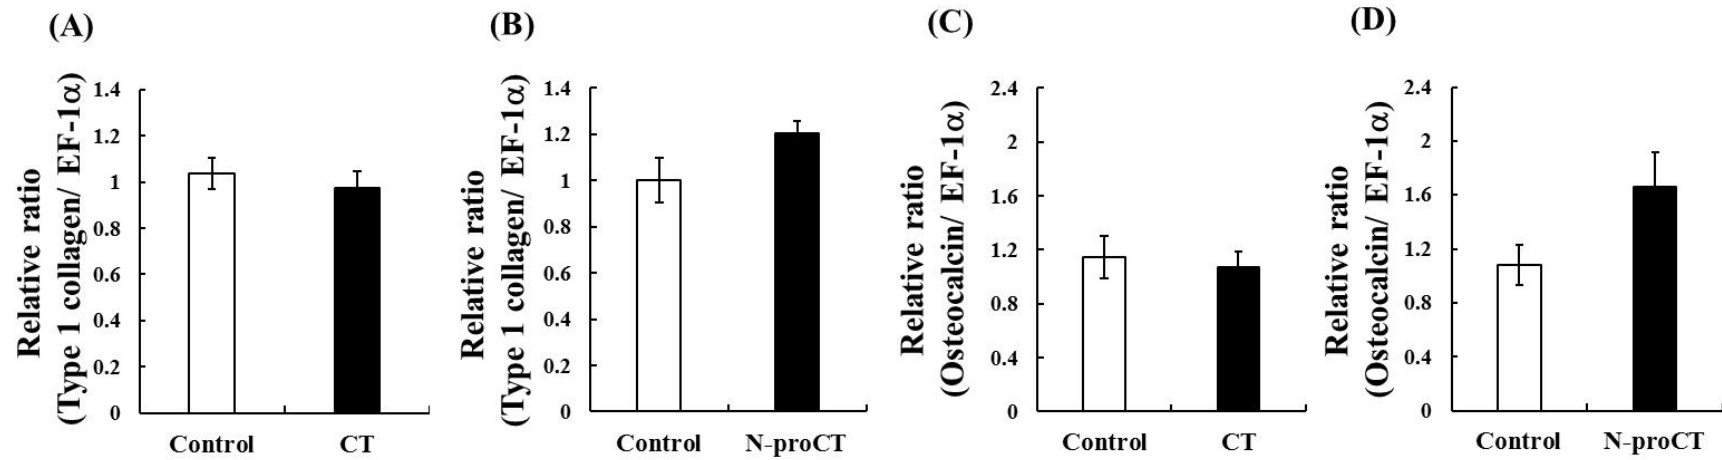 (A)
Relative ratio
(Type 1 collagen/ EF-1α)
1.4
1.2
1
0.8
0.6
0.4
0.2
0
Control CT
(B)
Relative ratio
(Type 1 collagen/ EF-1α)
1.4
1.2
1
0.8
0.6
0.4
0.2
0
Control N-proCT
(C)
Relative ratio
(Osteocalcin/ EF-1α)
2.4
2
1.6
1.2
0.8
0.4
0
Control CT
(D)
Relative ratio
(Osteocalcin/ EF-1α)
2.4
2
1.6
1.2
0.8
0.4
0
Control N-proCT